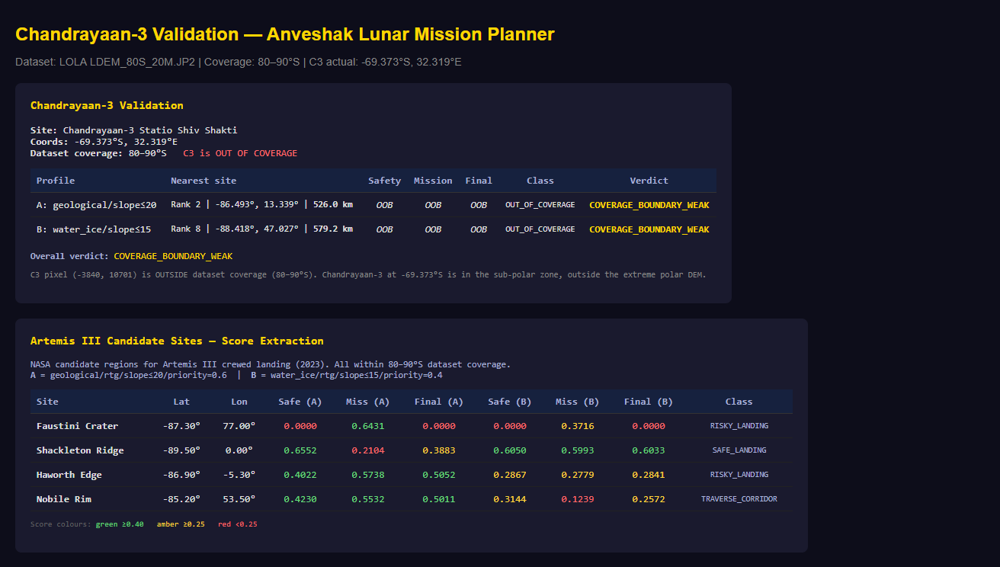 Chandrayaan-3 Validation — Anveshak Lunar Mission Planner
Dataset: LOLA LDEM_80S_20M.JP2 | Coverage: 80–90°S | C3 actual: -69.373°S, 32.319°E
Chandrayaan-3 Validation
Site: Chandrayaan-3 Statio Shiv Shakti
Coords: -69.373°S, 32.319°E
Dataset coverage: 80–90°S C3 is OUT OF COVERAGE
Profile Nearest site Safety Mission Final Class Verdict
A: geological/slope≤20 Rank 2 | -86.493°, 13.339° | 526.0 km OOB OOB OOB OUT_OF_COVERAGE COVERAGE_BOUNDARY_WEAK
B: water_ice/slope≤15 Rank 8 | -88.418°, 47.027° | 579.2 km OOB OOB OOB OUT_OF_COVERAGE COVERAGE_BOUNDARY_WEAK
Overall verdict: COVERAGE_BOUNDARY_WEAK
C3 pixel (-3840, 10701) is OUTSIDE dataset coverage (80–90°S). Chandrayaan-3 at -69.373°S is in the sub-polar zone, outside the extreme polar DEM.
Artemis III Candidate Sites — Score Extraction
NASA candidate regions for Artemis III crewed landing (2023). All within 80–90°S dataset coverage.
A = geological/rtg/slope≤20/priority=0.6 | B = water_ice/rtg/slope≤15/priority=0.4
Site Lat Lon Safe (A) Miss (A) Final (A) Safe (B) Miss (B) Final (B) Class
Faustini Crater -87.30° 77.00° 0.0000 0.6431 0.0000 0.0000 0.3716 0.0000 RISKY_LANDING
Shackleton Ridge -89.50° 0.00° 0.6552 0.2104 0.3883 0.6050 0.5993 0.6033 SAFE_LANDING
Haworth Edge -86.90° -5.30° 0.4022 0.5738 0.5052 0.2867 0.2779 0.2841 RISKY_LANDING
Nobile Rim -85.20° 53.50° 0.4230 0.5532 0.5011 0.3144 0.1239 0.2572 TRAVERSE_CORRIDOR
Score colours: green ≥0.40 amber ≥0.25 red <0.25